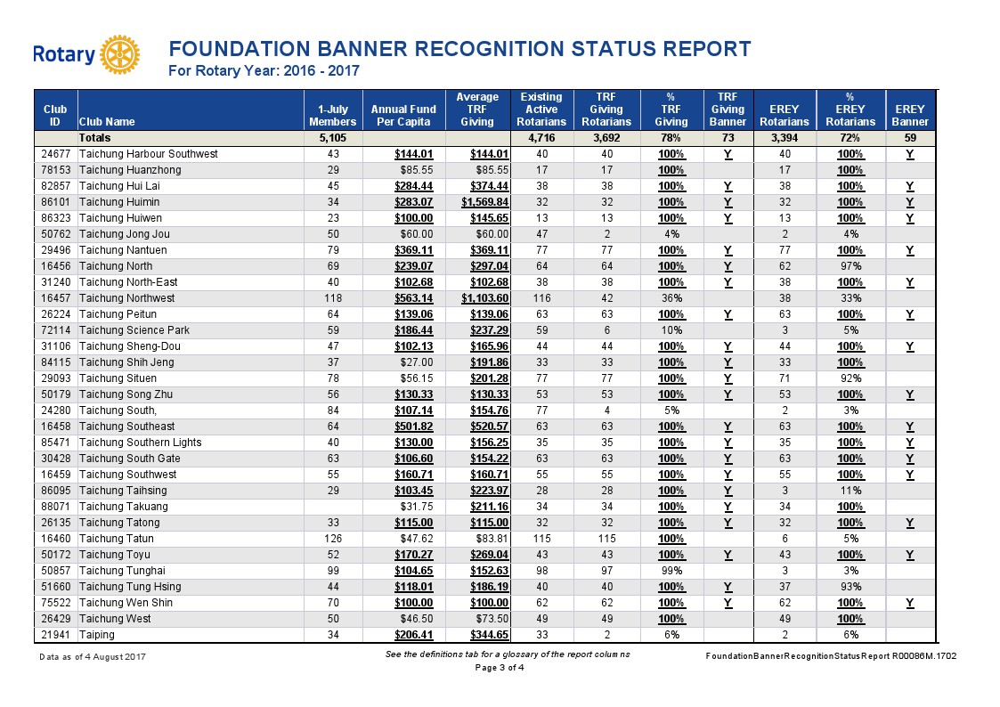 Rotary
FOUNDATION BANNER RECOGNITION STATUS REPORT
For Rotary Year: 2016 - 2017
Club ID Club Name 1-July Members Annual Fund Per Capita Average TRF Giving Existing Active Rotarians TRF Giving Rotarians % TRF Giving TRF Giving Banner EREY Rotarians % EREY Rotarians EREY Banner
Totals 5,105 4,716 3,692 78% 73 3,394 72% 59
24677 Taichung Harbour Southwest 43 $144.01 $144.01 40 40 100% Y 40 100% Y
78153 Taichung Huanzhong 29 $85.55 $85.55 17 17 100% 17 100%
82857 Taichung Hui Lai 45 $284.44 $374.44 38 38 100% Y 38 100% Y
86101 Taichung Huimin 34 $283.07 $1,569.84 32 32 100% Y 32 100% Y
86323 Taichung Huiwen 23 $100.00 $145.65 13 13 100% Y 13 100% Y
50762 Taichung Jong Jou 50 $60.00 $60.00 47 2 4% 2 4%
29496 Taichung Nantuen 79 $369.11 $369.11 77 77 100% Y 77 100% Y
16456 Taichung North 69 $239.07 $297.04 64 64 100% Y 62 97%
31240 Taichung North-East 40 $102.68 $102.68 38 38 100% Y 38 100% Y
16457 Taichung Northwest 118 $563.14 $1,103.60 116 42 36% 38 33%
26224 Taichung Peitun 64 $139.06 $139.06 63 63 100% Y 63 100% Y
72114 Taichung Science Park 59 $186.44 $237.29 59 6 10% 3 5%
31106 Taichung Sheng-Dou 47 $102.13 $165.96 44 44 100% Y 44 100% Y
84115 Taichung Shih Jeng 37 $27.00 $191.86 33 33 100% Y 33 100%
29093 Taichung Situen 78 $56.15 $201.28 77 77 100% Y 71 92%
50179 Taichung Song Zhu 56 $130.33 $130.33 53 53 100% Y 53 100% Y
24280 Taichung South, 84 $107.14 $154.76 77 4 5% 2 3%
16458 Taichung Southeast 64 $501.82 $520.57 63 63 100% Y 63 100% Y
85471 Taichung Southern Lights 40 $130.00 $156.25 35 35 100% Y 35 100% Y
30428 Taichung South Gate 63 $106.60 $154.22 63 63 100% Y 63 100% Y
16459 Taichung Southwest 55 $160.71 $160.71 55 55 100% Y 55 100% Y
86095 Taichung Taihsing 29 $103.45 $223.97 28 28 100% Y 3 11%
88071 Taichung Takuang $31.75 $211.16 34 34 100% Y 34 100%
26135 Taichung Tatong 33 $115.00 $115.00 32 32 100% Y 32 100% Y
16460 Taichung Tatun 126 $47.62 $83.81 115 115 100% 6 5%
50172 Taichung Toyu 52 $170.27 $269.04 43 43 100% Y 43 100% Y
50857 Taichung Tunghai 99 $104.65 $152.63 98 97 99% 3 3%
51660 Taichung Tung Hsing 44 $118.01 $186.19 40 40 100% Y 37 93%
75522 Taichung Wen Shin 70 $100.00 $100.00 62 62 100% Y 62 100% Y
26429 Taichung West 50 $46.50 $73.50 49 49 100% 49 100%
21941 Taiping 34 $206.41 $344.65 33 2 6% 2 6%
Data as of 4 August 2017 See the definitions tab for a glossary of the report columns FoundationBannerRecognitionStatusReport R00086M.1702
Page 3 of 4